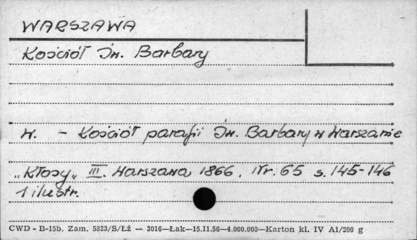 WARSZAWA
Kościół Św. Barbary
W. - Kościół parafii Św. Barbary w Warszawie
„Kłosy„ III. Warszawa 1866. Nr. 65 s. 145-146
1 ilustr.
CWD - B-15b. Zam. 5023/S/Łż — 3016—Łak—15.11.56—4.000.000—Karton kl. IV A1/200 g